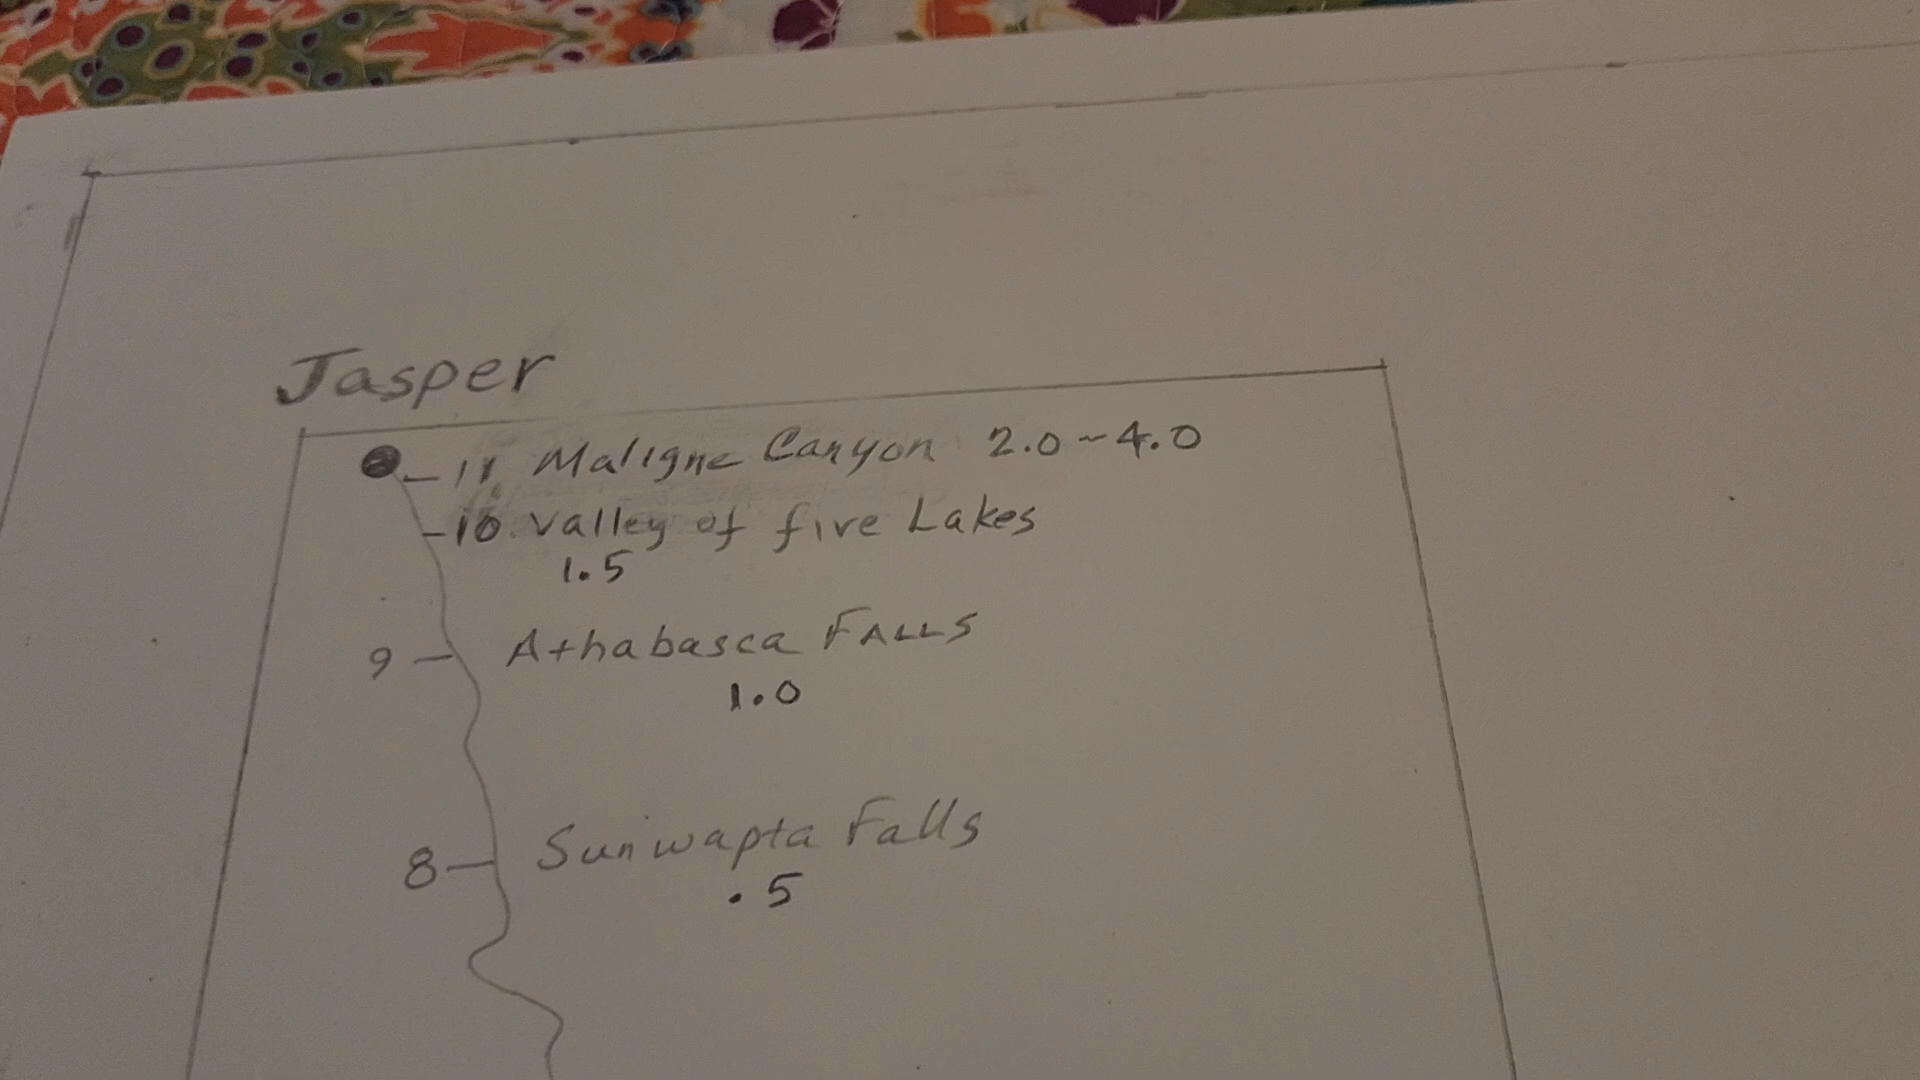 Jasper
-11, Maligne Canyon 2.0~4.0
-10. Valley of five Lakes
1.5
9- Athabasca FALLS
1.0
8- Sunwapta Falls
.5